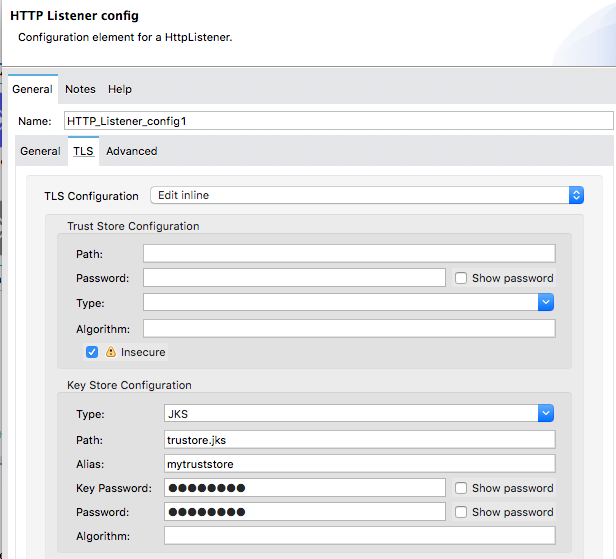 HTTP Listener config
Configuration element for a HttpListener.
General Notes Help
Name: HTTP_Listener_config1
General TLS Advanced
TLS Configuration Edit inline
Trust Store Configuration
Path:
Password: Show password
Type:
Algorithm:
Insecure
Key Store Configuration
Type: JKS
Path: trustore.jks
Alias: mytruststore
Key Password: ●●●●●●●● Show password
Password: ●●●●●●●● Show password
Algorithm: